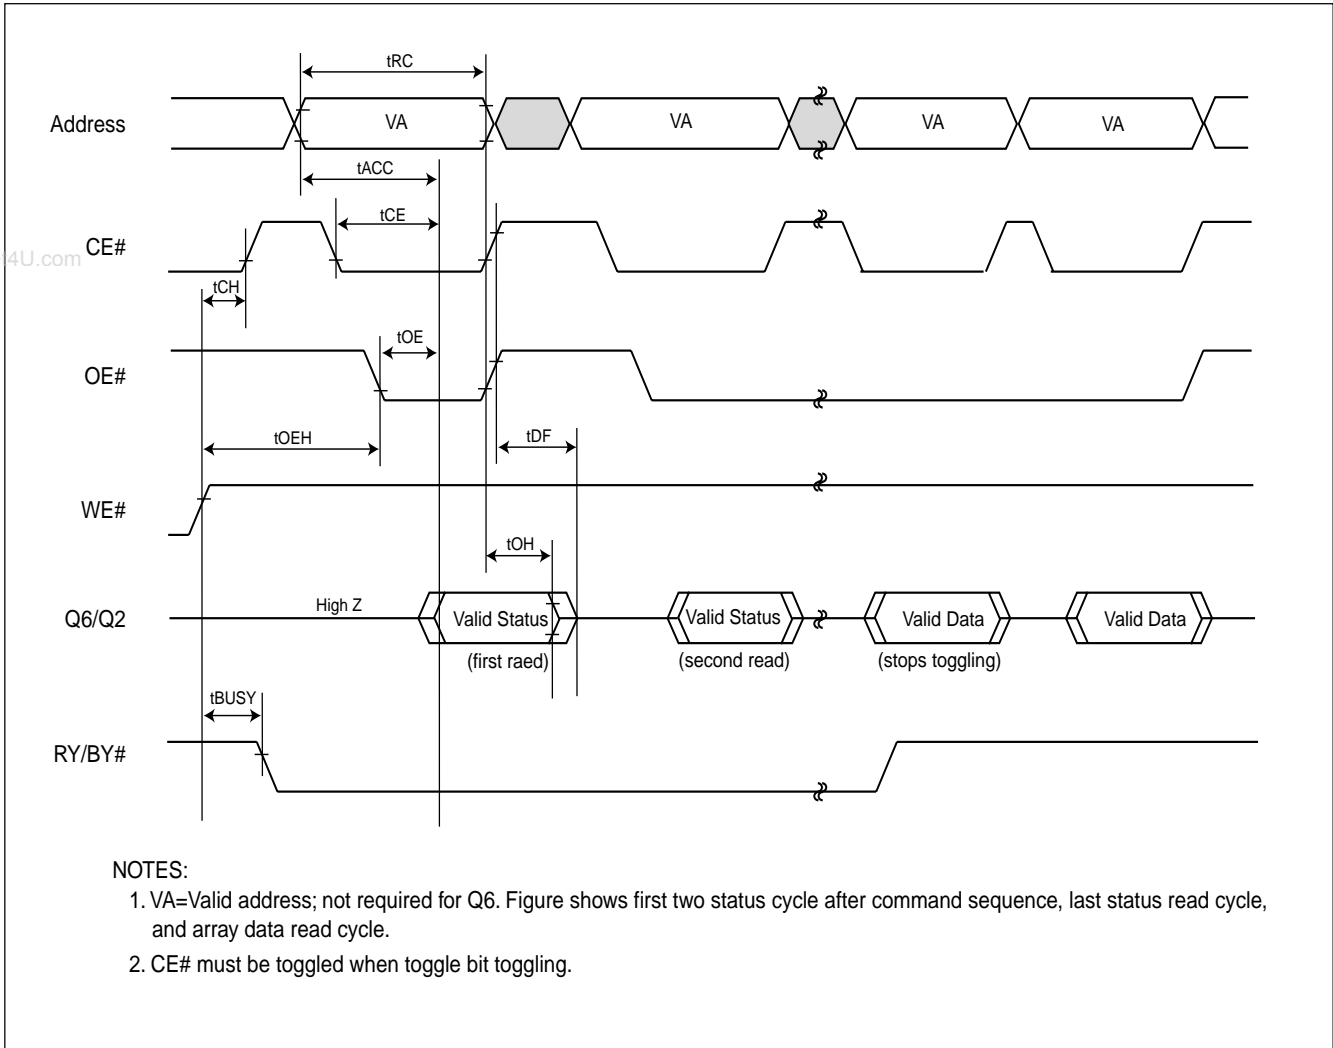 tRC
Address
VA
VA
VA
VA
tACC
tCE
CE#
t4U.com
tCH
tOE
OE#
tOEH
tDF
WE#
tOH
Q6/Q2
High Z
Valid Status
Valid Status
Valid Data
Valid Data
(first raed)
(second read)
(stops toggling)
tBUSY
RY/BY#
NOTES:
1. VA=Valid address; not required for Q6. Figure shows first two status cycle after command sequence, last status read cycle,
and array data read cycle.
2. CE# must be toggled when toggle bit toggling.